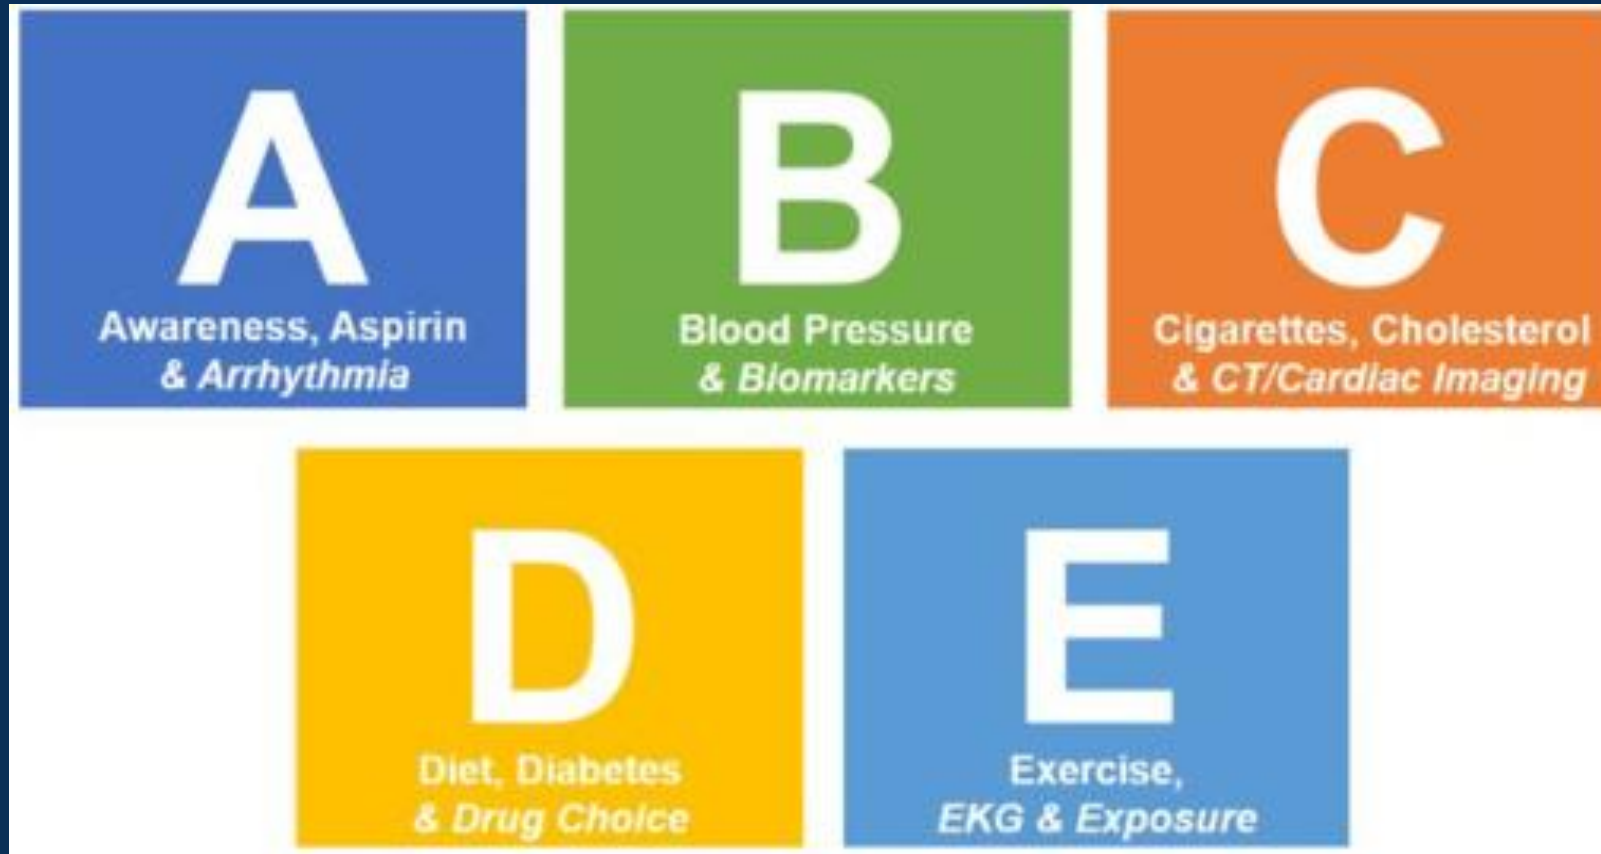 A
Awareness, Aspirin
& Arrhythmia
B
Blood Pressure
& Biomarkers
C
Cigarettes, Cholesterol
& CT/Cardiac Imaging
D
Diet, Diabetes
& Drug Choice
E
Exercise,
EKG & Exposure